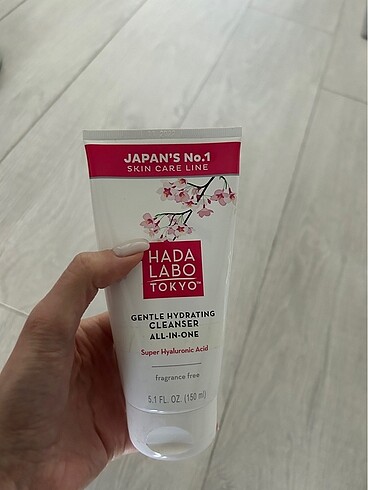 JAPAN'S No.1
SKIN CARE LINE
HADA
LABO
TOKYO™
GENTLE HYDRATING
CLEANSER
ALL-IN-ONE
Super Hyaluronic Acid
fragrance free
5.1 FL. OZ. (150 ml)